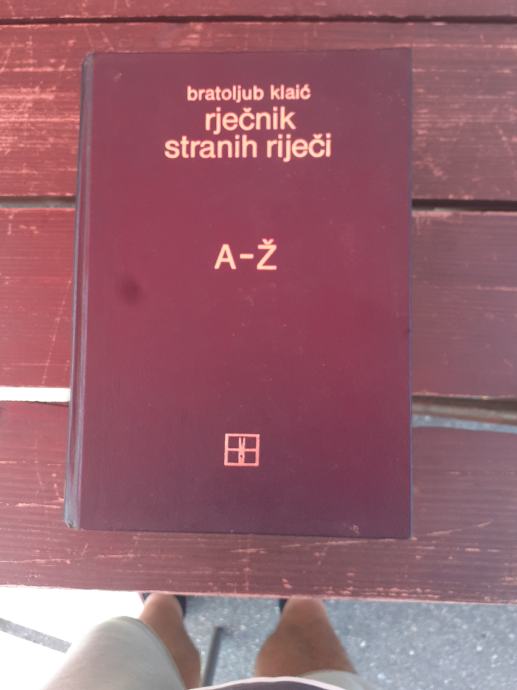 bratoljub klaić
rječnik
stranih riječi
A-Ž